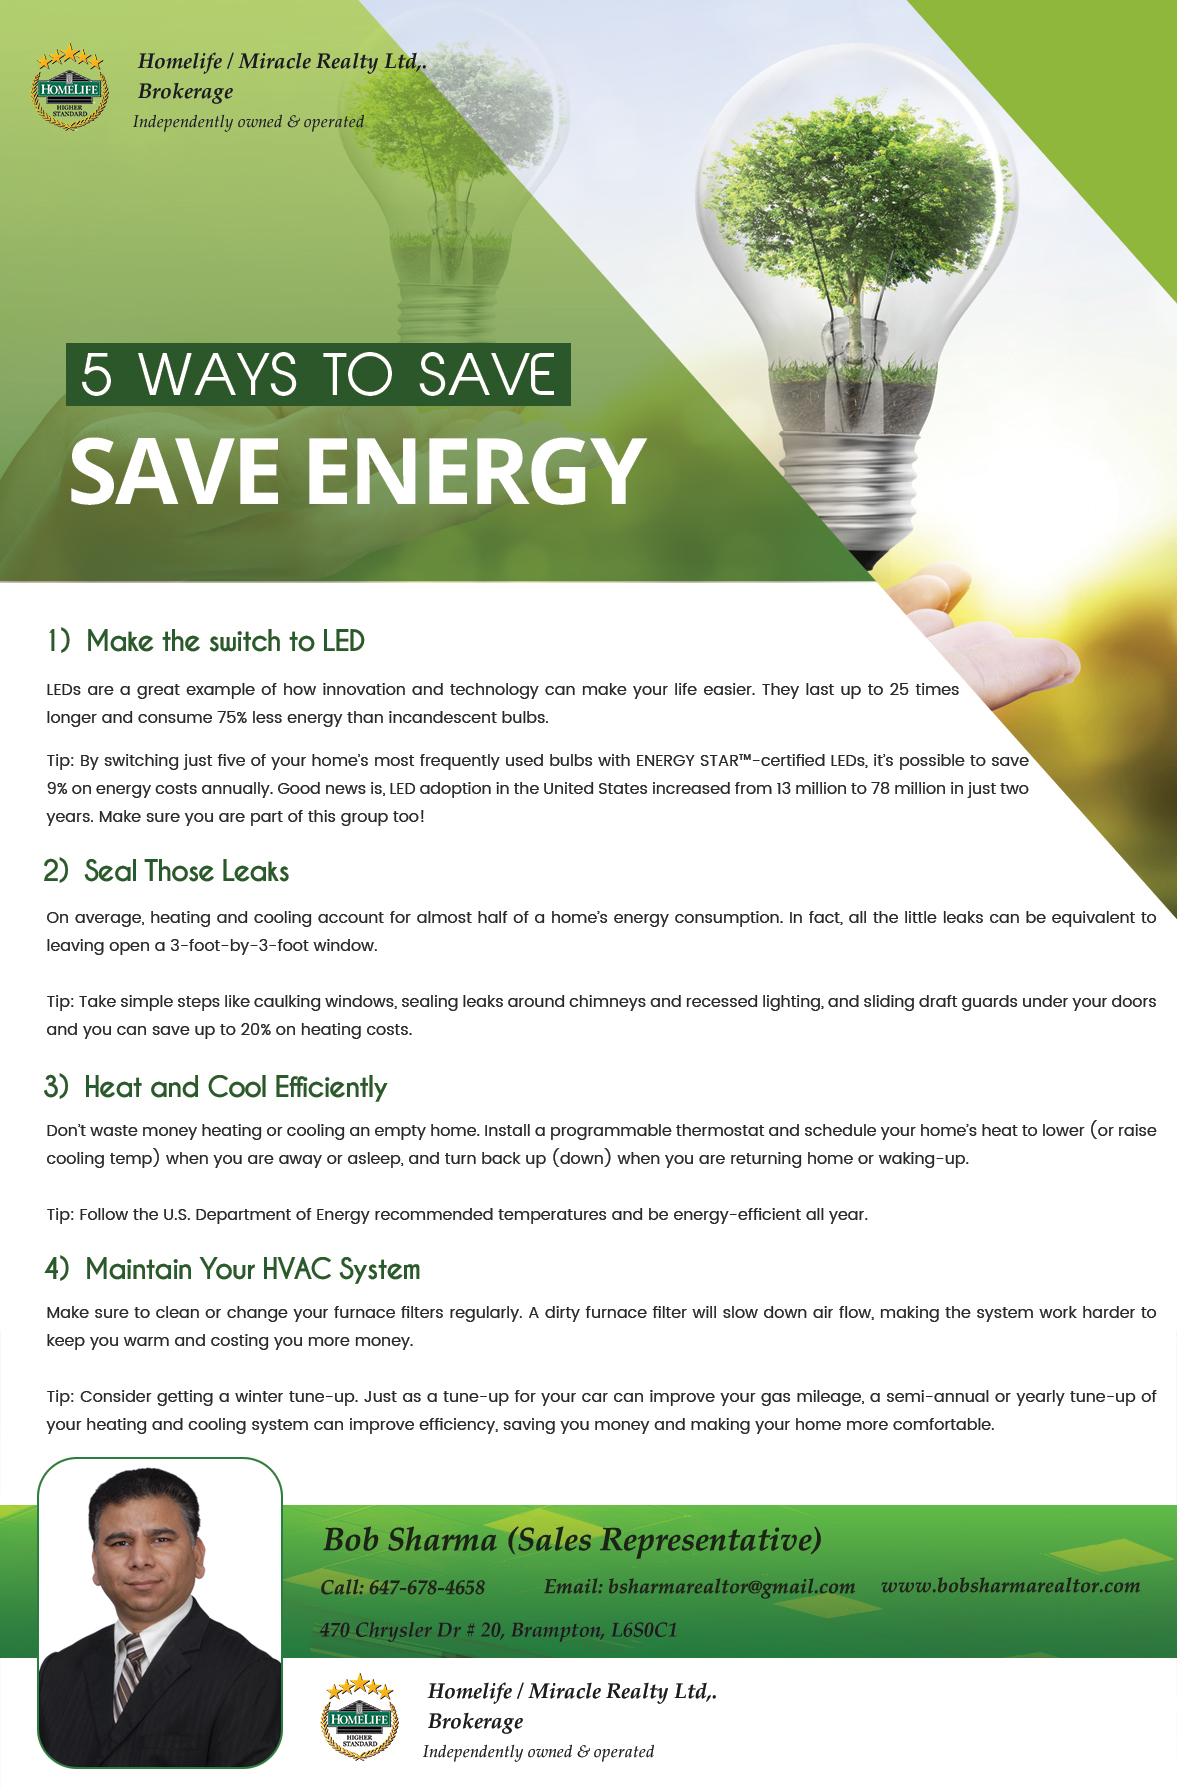 HOMELIFE
HIGHER
STANDARD
Homelife / Miracle Realty Ltd,.
Brokerage
Independently owned & operated
5 WAYS TO SAVE
SAVE ENERGY
1) Make the switch to LED
LEDs are a great example of how innovation and technology can make your life easier. They last up to 25 times
longer and consume 75% less energy than incandescent bulbs.
Tip: By switching just five of your home's most frequently used bulbs with ENERGY STAR™-certified LEDs, it's possible to save
9% on energy costs annually. Good news is, LED adoption in the United States increased from 13 million to 78 million in just two
years. Make sure you are part of this group too!
2) Seal Those Leaks
On average, heating and cooling account for almost half of a home's energy consumption. In fact, all the little leaks can be equivalent to
leaving open a 3-foot-by-3-foot window.
Tip: Take simple steps like caulking windows, sealing leaks around chimneys and recessed lighting, and sliding draft guards under your doors
and you can save up to 20% on heating costs.
3) Heat and Cool Efficiently
Don't waste money heating or cooling an empty home. Install a programmable thermostat and schedule your home's heat to lower (or raise
cooling temp) when you are away or asleep, and turn back up (down) when you are returning home or waking-up.
Tip: Follow the U.S. Department of Energy recommended temperatures and be energy-efficient all year.
4) Maintain Your HVAC System
Make sure to clean or change your furnace filters regularly. A dirty furnace filter will slow down air flow, making the system work harder to
keep you warm and costing you more money.
Tip: Consider getting a winter tune-up. Just as a tune-up for your car can improve your gas mileage, a semi-annual or yearly tune-up of
your heating and cooling system can improve efficiency, saving you money and making your home more comfortable.
Bob Sharma (Sales Representative)
Call: 647-678-4658 Email: bsharmarealtor@gmail.com www.bobsharmarealtor.com
470 Chrysler Dr # 20, Brampton, L6S0C1
HOMELIFE
HIGHER
STANDARD
Homelife / Miracle Realty Ltd,.
Brokerage
Independently owned & operated